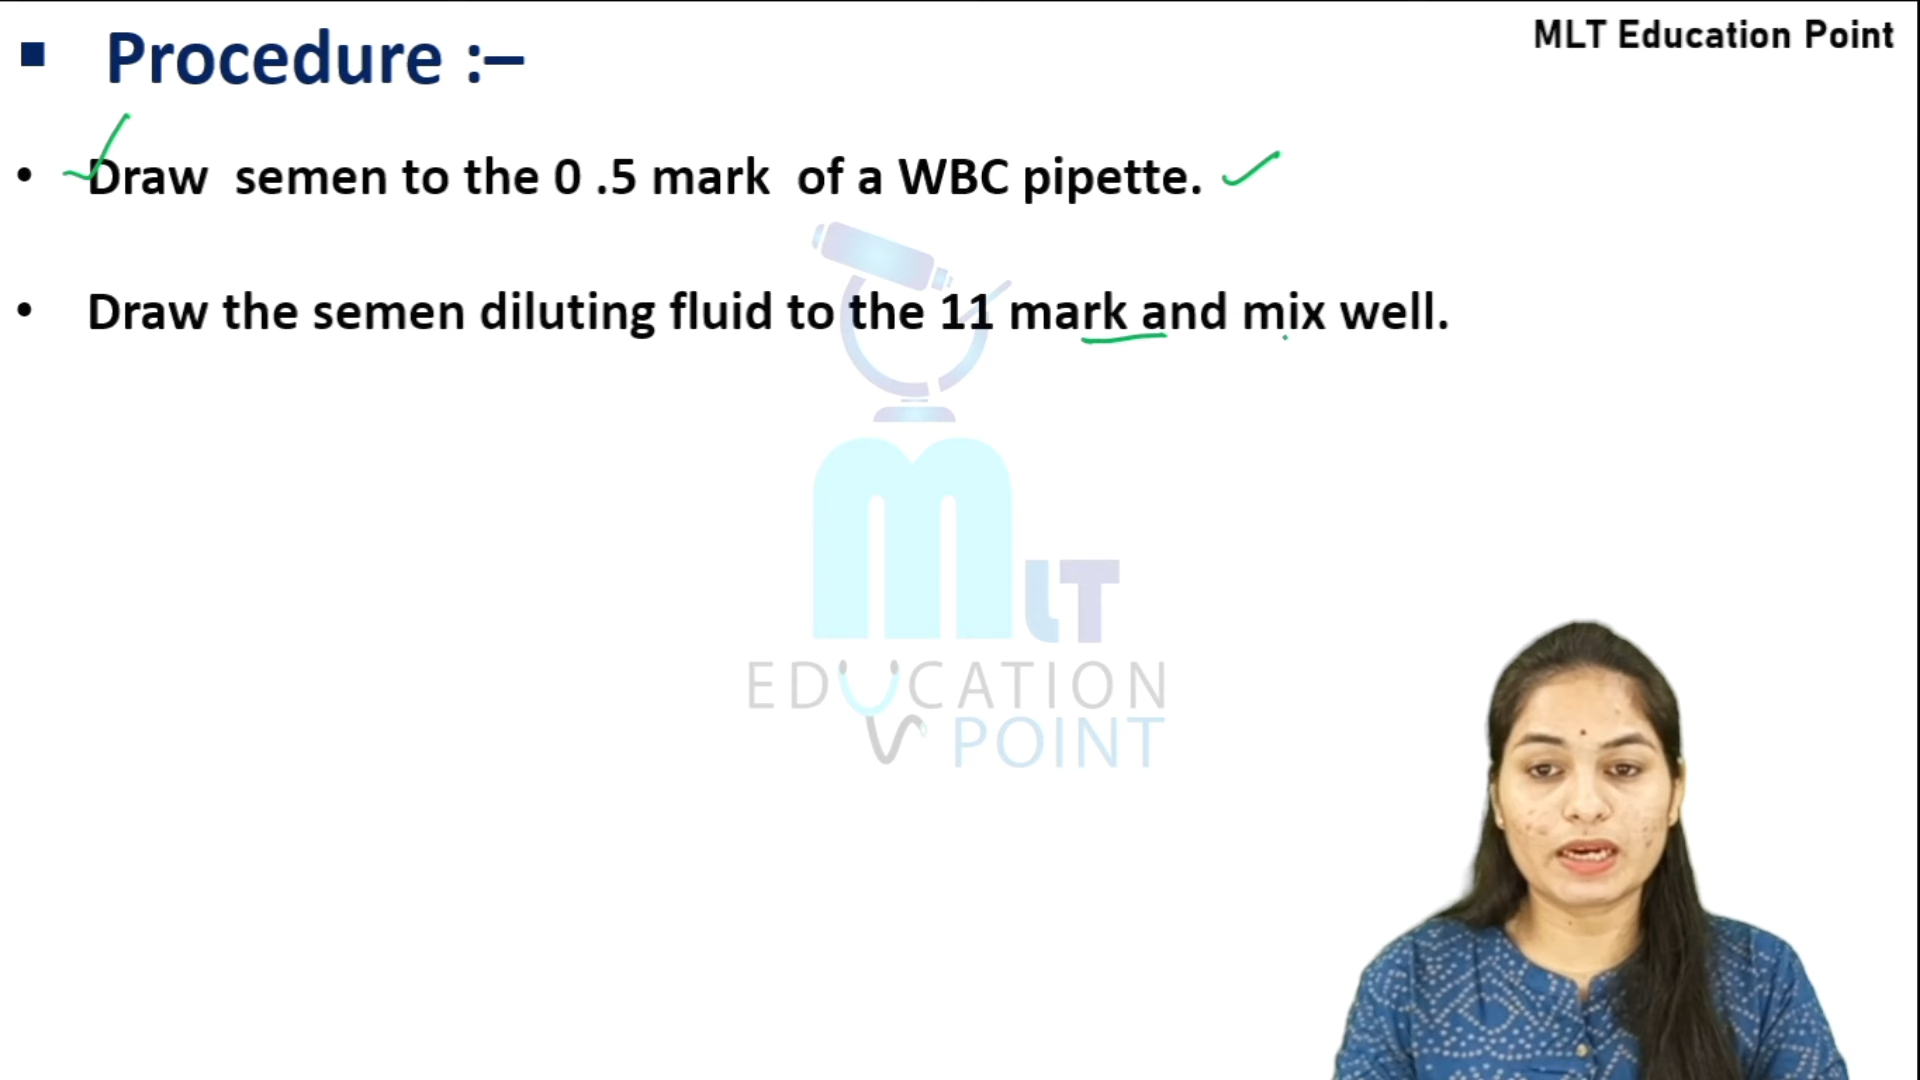 ▪ Procedure :–
MLT Education Point
• Draw semen to the 0 .5 mark of a WBC pipette.
• Draw the semen diluting fluid to the 11 mark and mix well.
MLT
EDUCATION
POINT